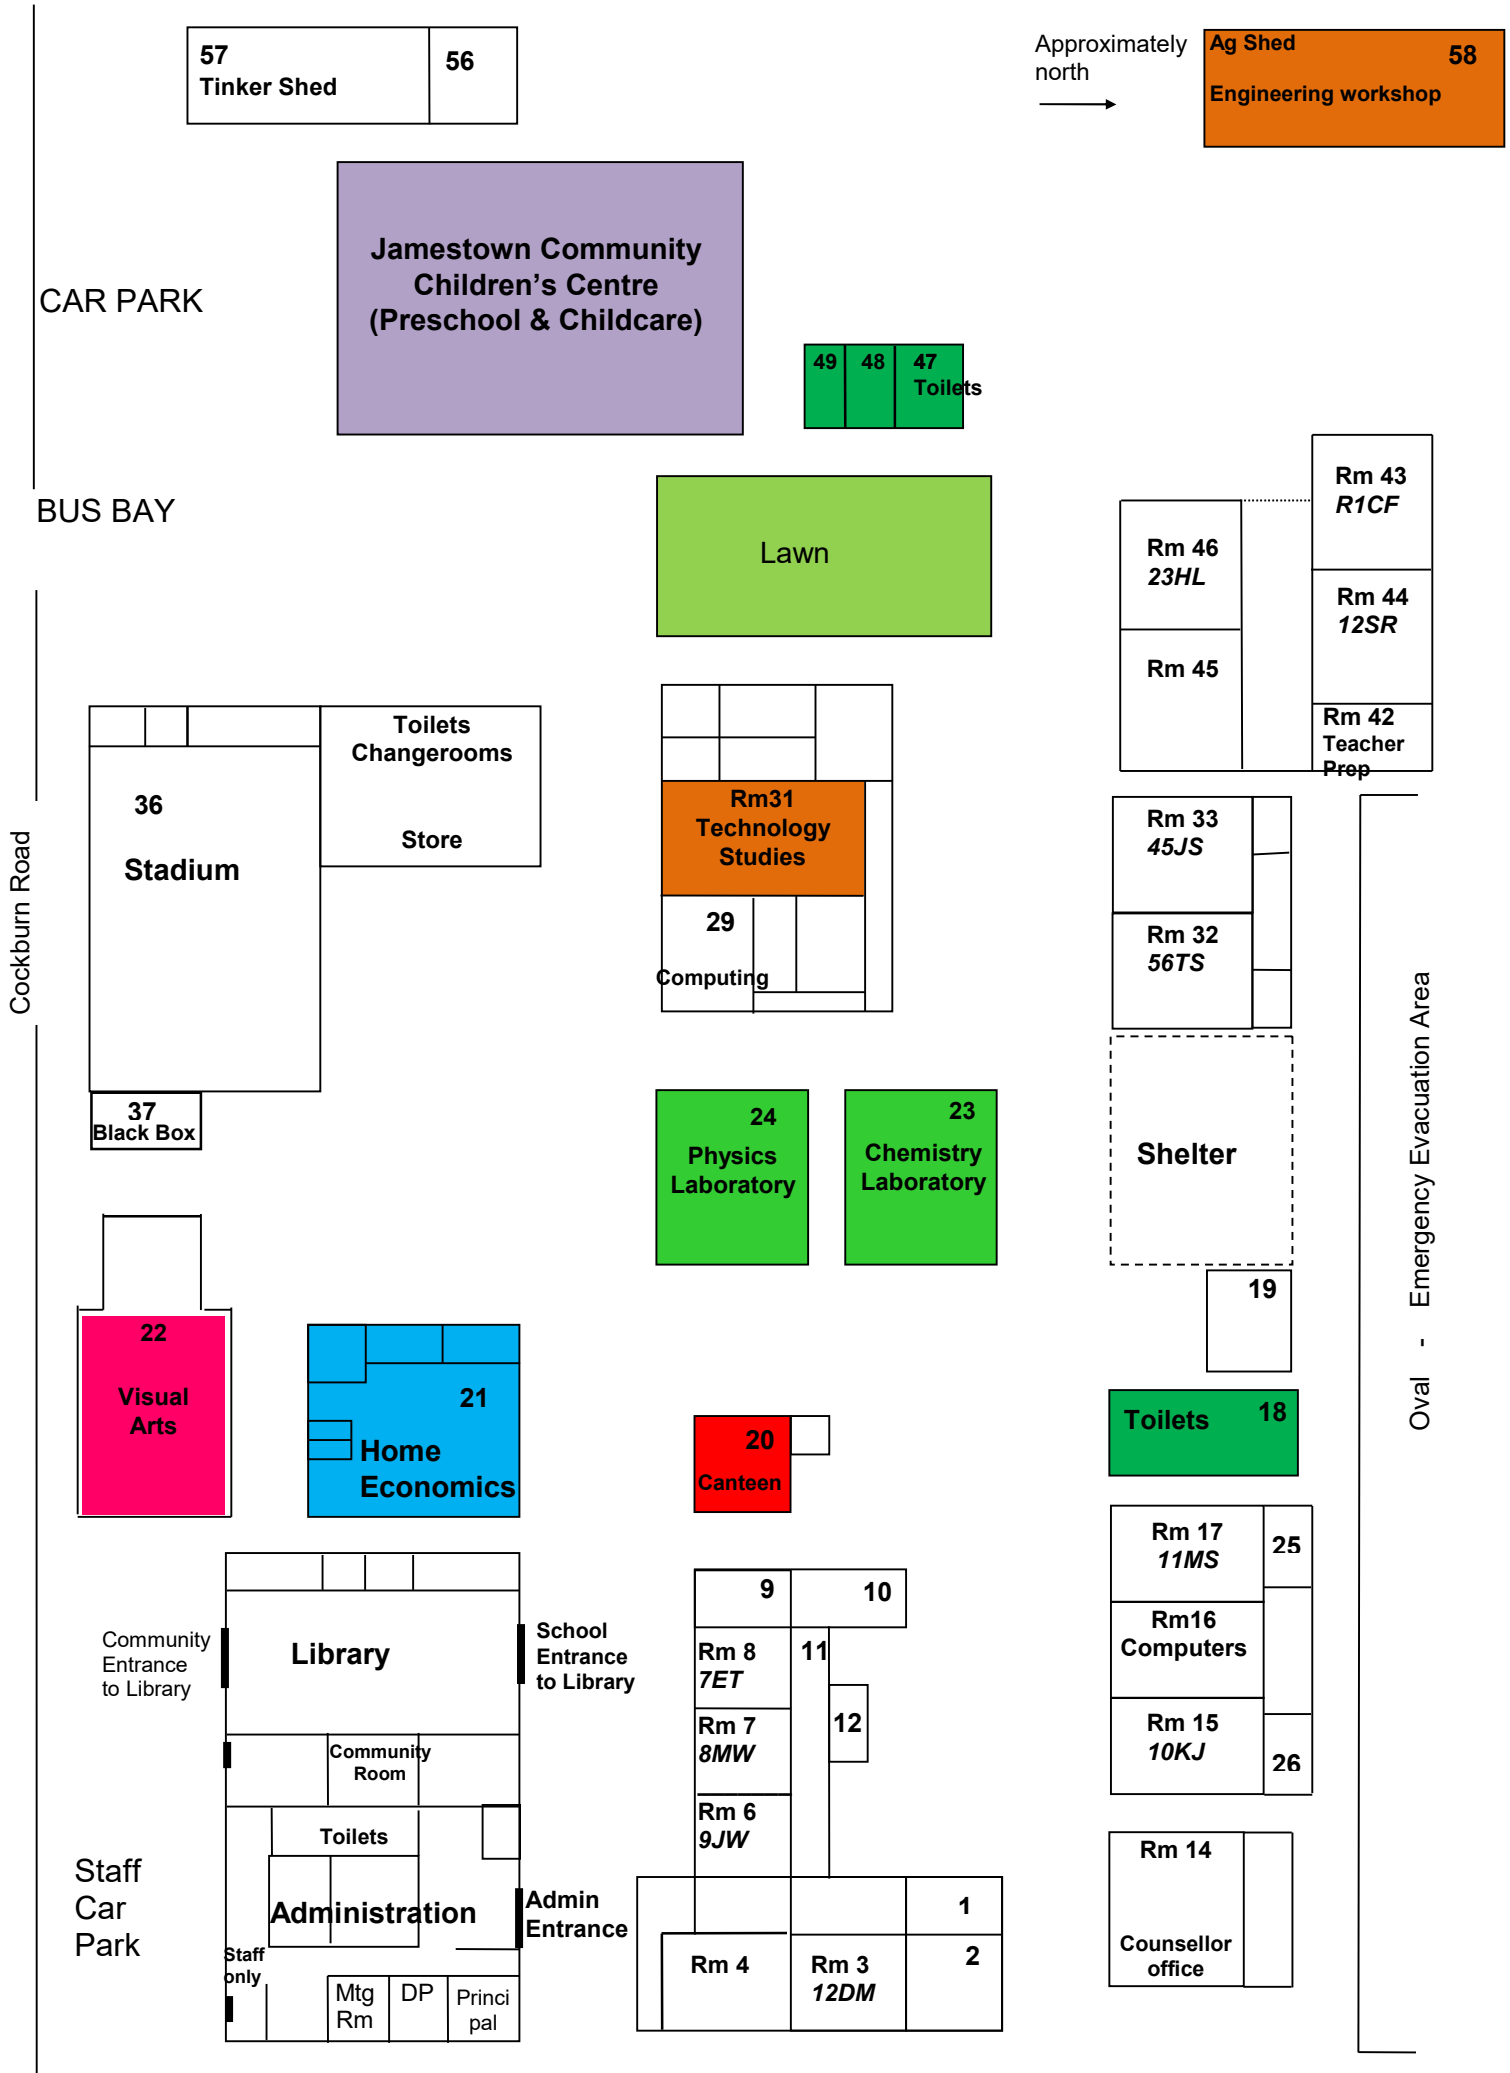 57
Tinker Shed
56
Approximately
north
Ag Shed
58
Engineering workshop
Jamestown Community
Children’s Centre
(Preschool & Childcare)
CAR PARK
49
48
47
Toilets
BUS BAY
Lawn
Rm 43
R1CF
Rm 46
23HL
Rm 44
12SR
Rm 45
Rm 42
Teacher
Prep
Toilets
Changerooms
Store
36
Stadium
Rm31
Technology
Studies
29
Computing
Rm 33
45JS
Rm 32
56TS
Cockburn Road
37
Black Box
24
Physics
Laboratory
23
Chemistry
Laboratory
Shelter
Oval - Emergency Evacuation Area
19
22
Visual
Arts
21
Home
Economics
20
Canteen
Toilets
18
Rm 17
11MS
25
Rm16
Computers
Rm 15
10KJ
26
Community
Entrance
to Library
Library
School
Entrance
to Library
9
10
Rm 8
7ET
11
Rm 7
8MW
12
Rm 6
9JW
Community
Room
Toilets
Staff
Car
Park
Administration
Admin
Entrance
Staff
only
Mtg
Rm
DP
Princi
pal
1
2
Rm 4
Rm 3
12DM
Rm 14
Counsellor
office